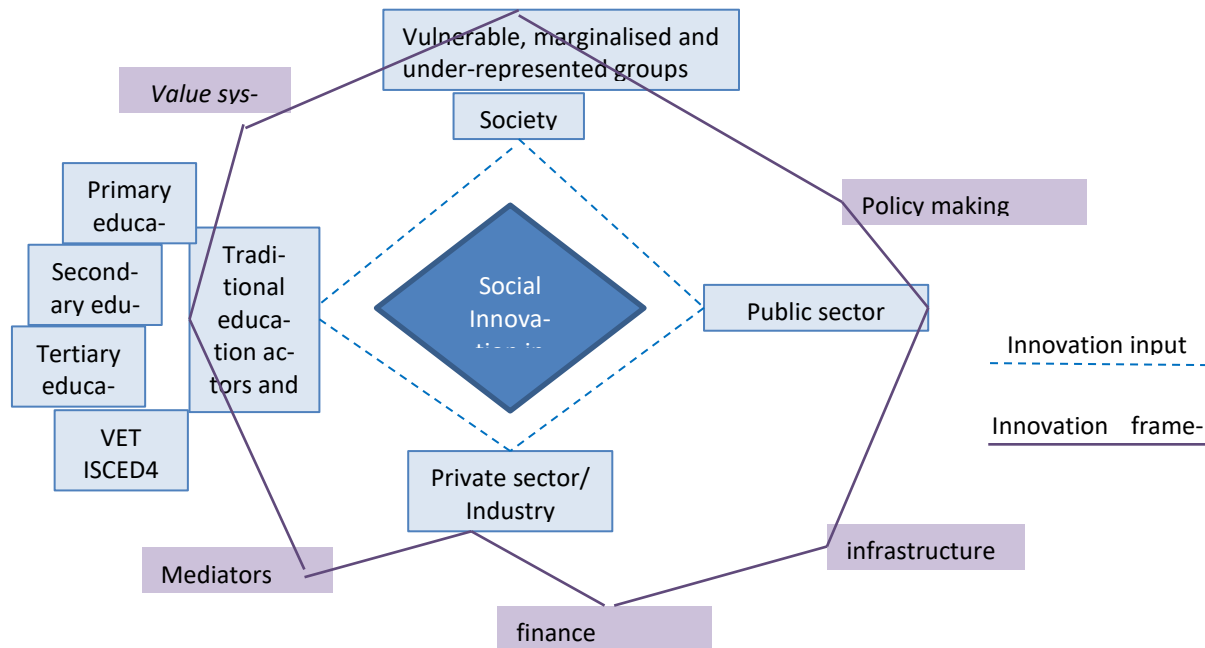 Vulnerable, marginalised and
under-represented groups
Value sys-
Society
Primary
educa-
Second-
ary edu-
Tertiary
educa-
VET
ISCED4
Tradi-
tional
educa-
tion ac-
tors and
Social
Innova-
tion in
Policy making
Public sector
Innovation input
Innovation frame-
Private sector/
Industry
Mediators
infrastructure
finance